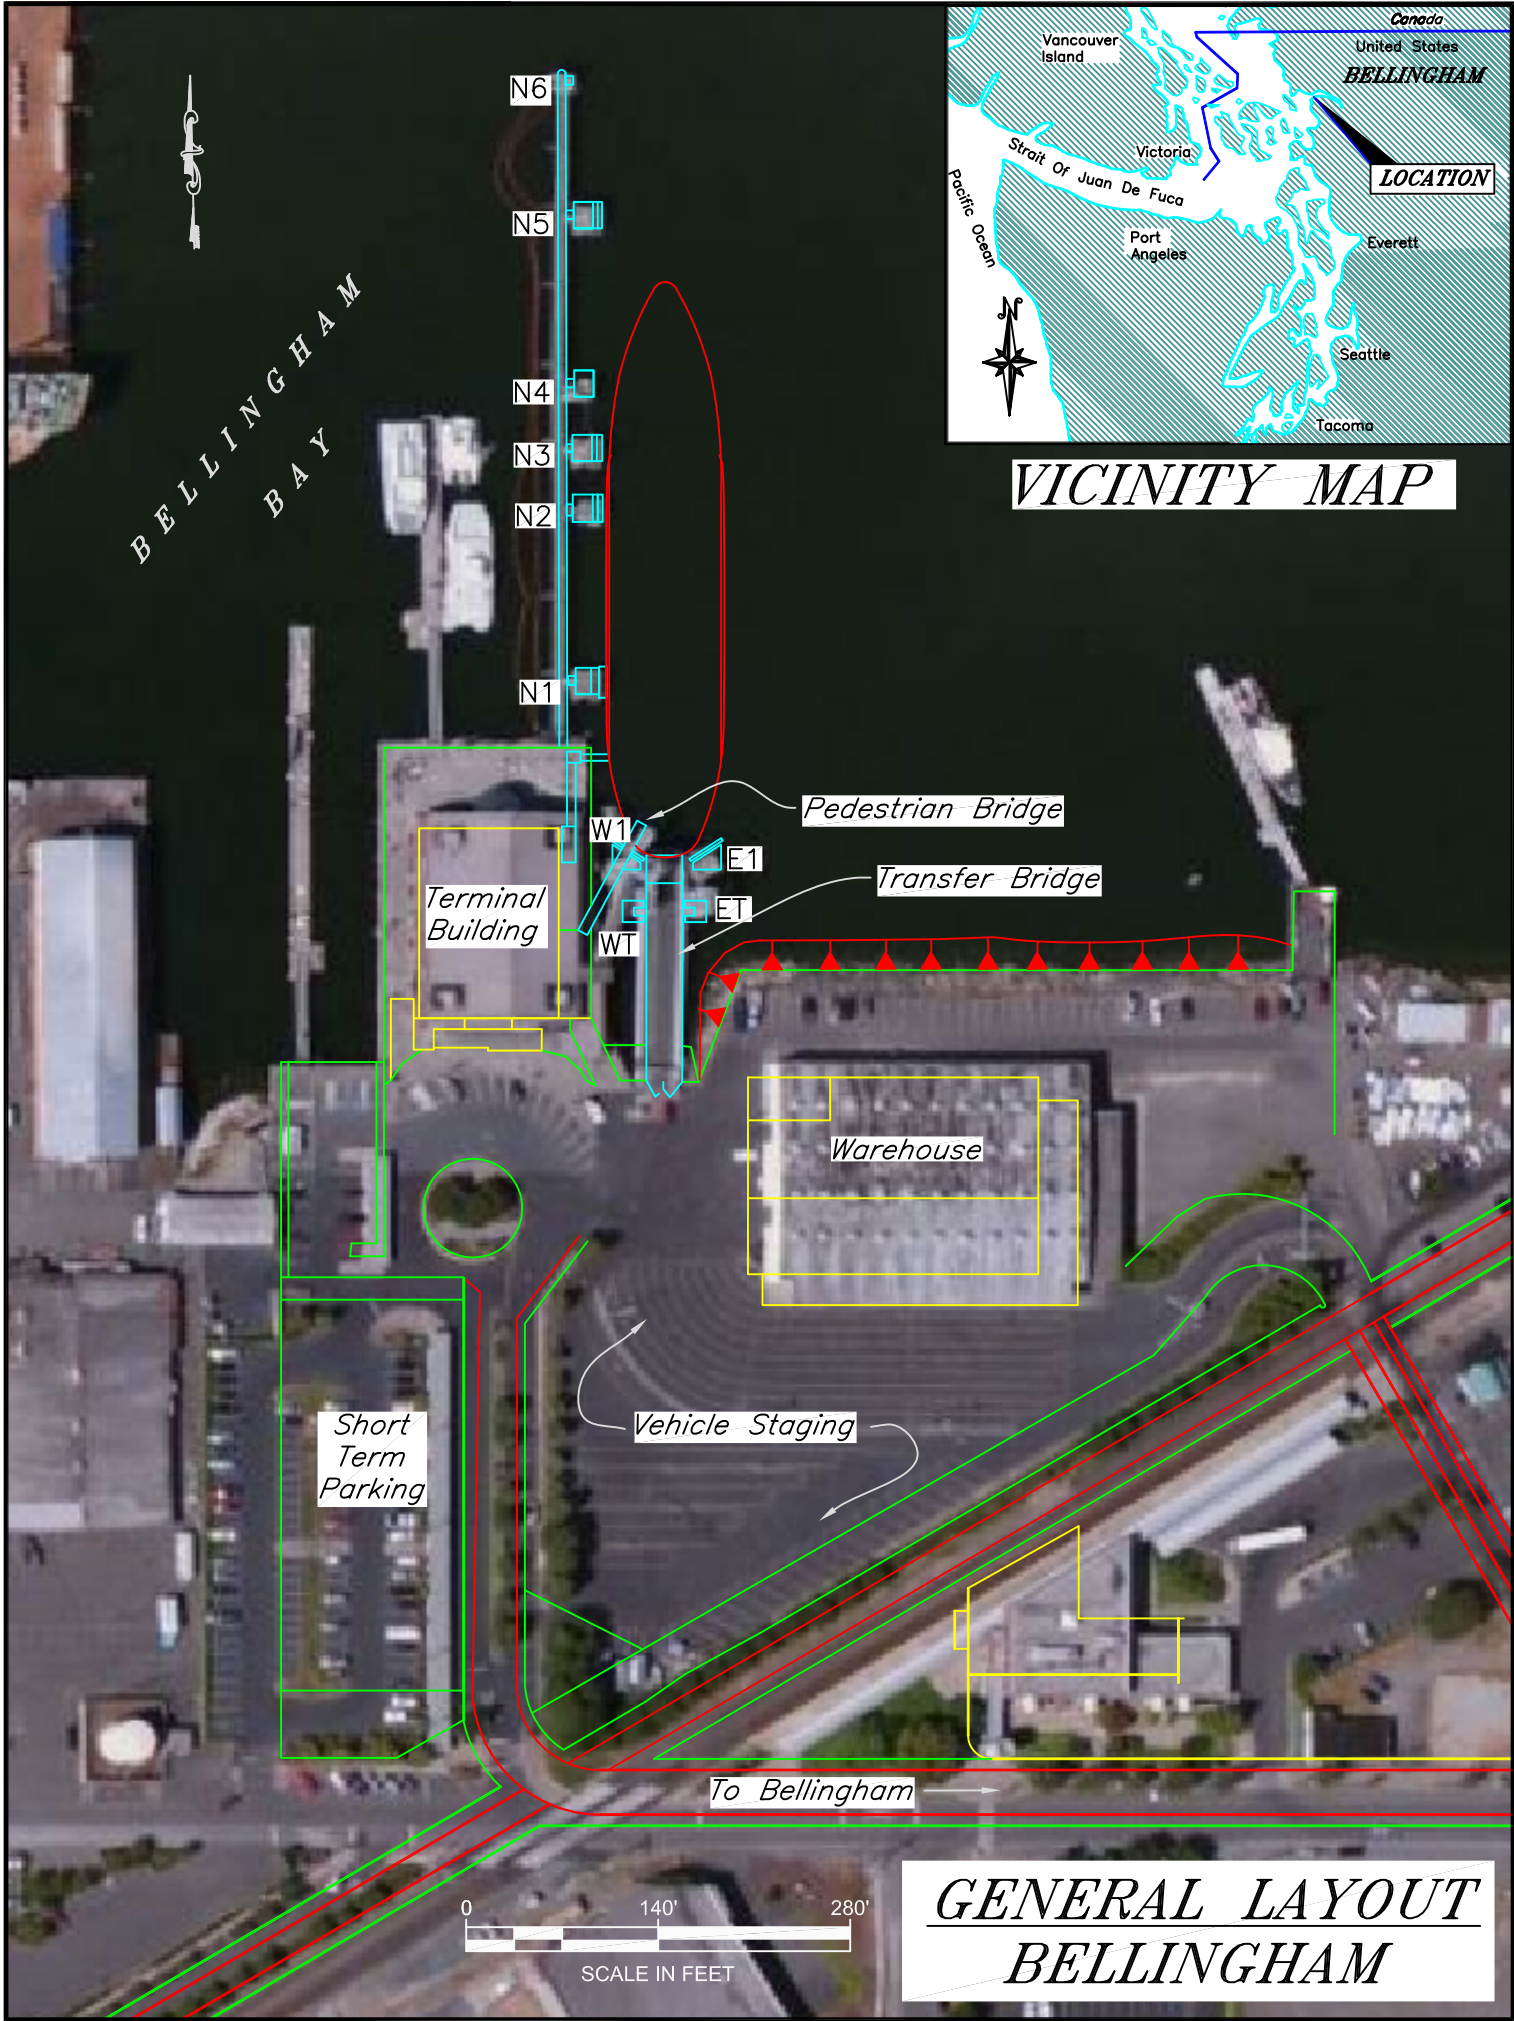 Canada
Vancouver
Island
United States
BELLINGHAM
Victoria
LOCATION
Strait Of Juan De Fuca
Pacific Ocean
Port
Angeles
Everett
N
Seattle
Tacoma
VICINITY MAP
N6
N5
N4
N3
N2
N1
BELLINGHAM
BAY
Pedestrian Bridge
W1
E1
Transfer Bridge
ET
WT
Terminal
Building
Warehouse
Short
Term
Parking
Vehicle Staging
To Bellingham
0 140' 280'
SCALE IN FEET
GENERAL LAYOUT
BELLINGHAM